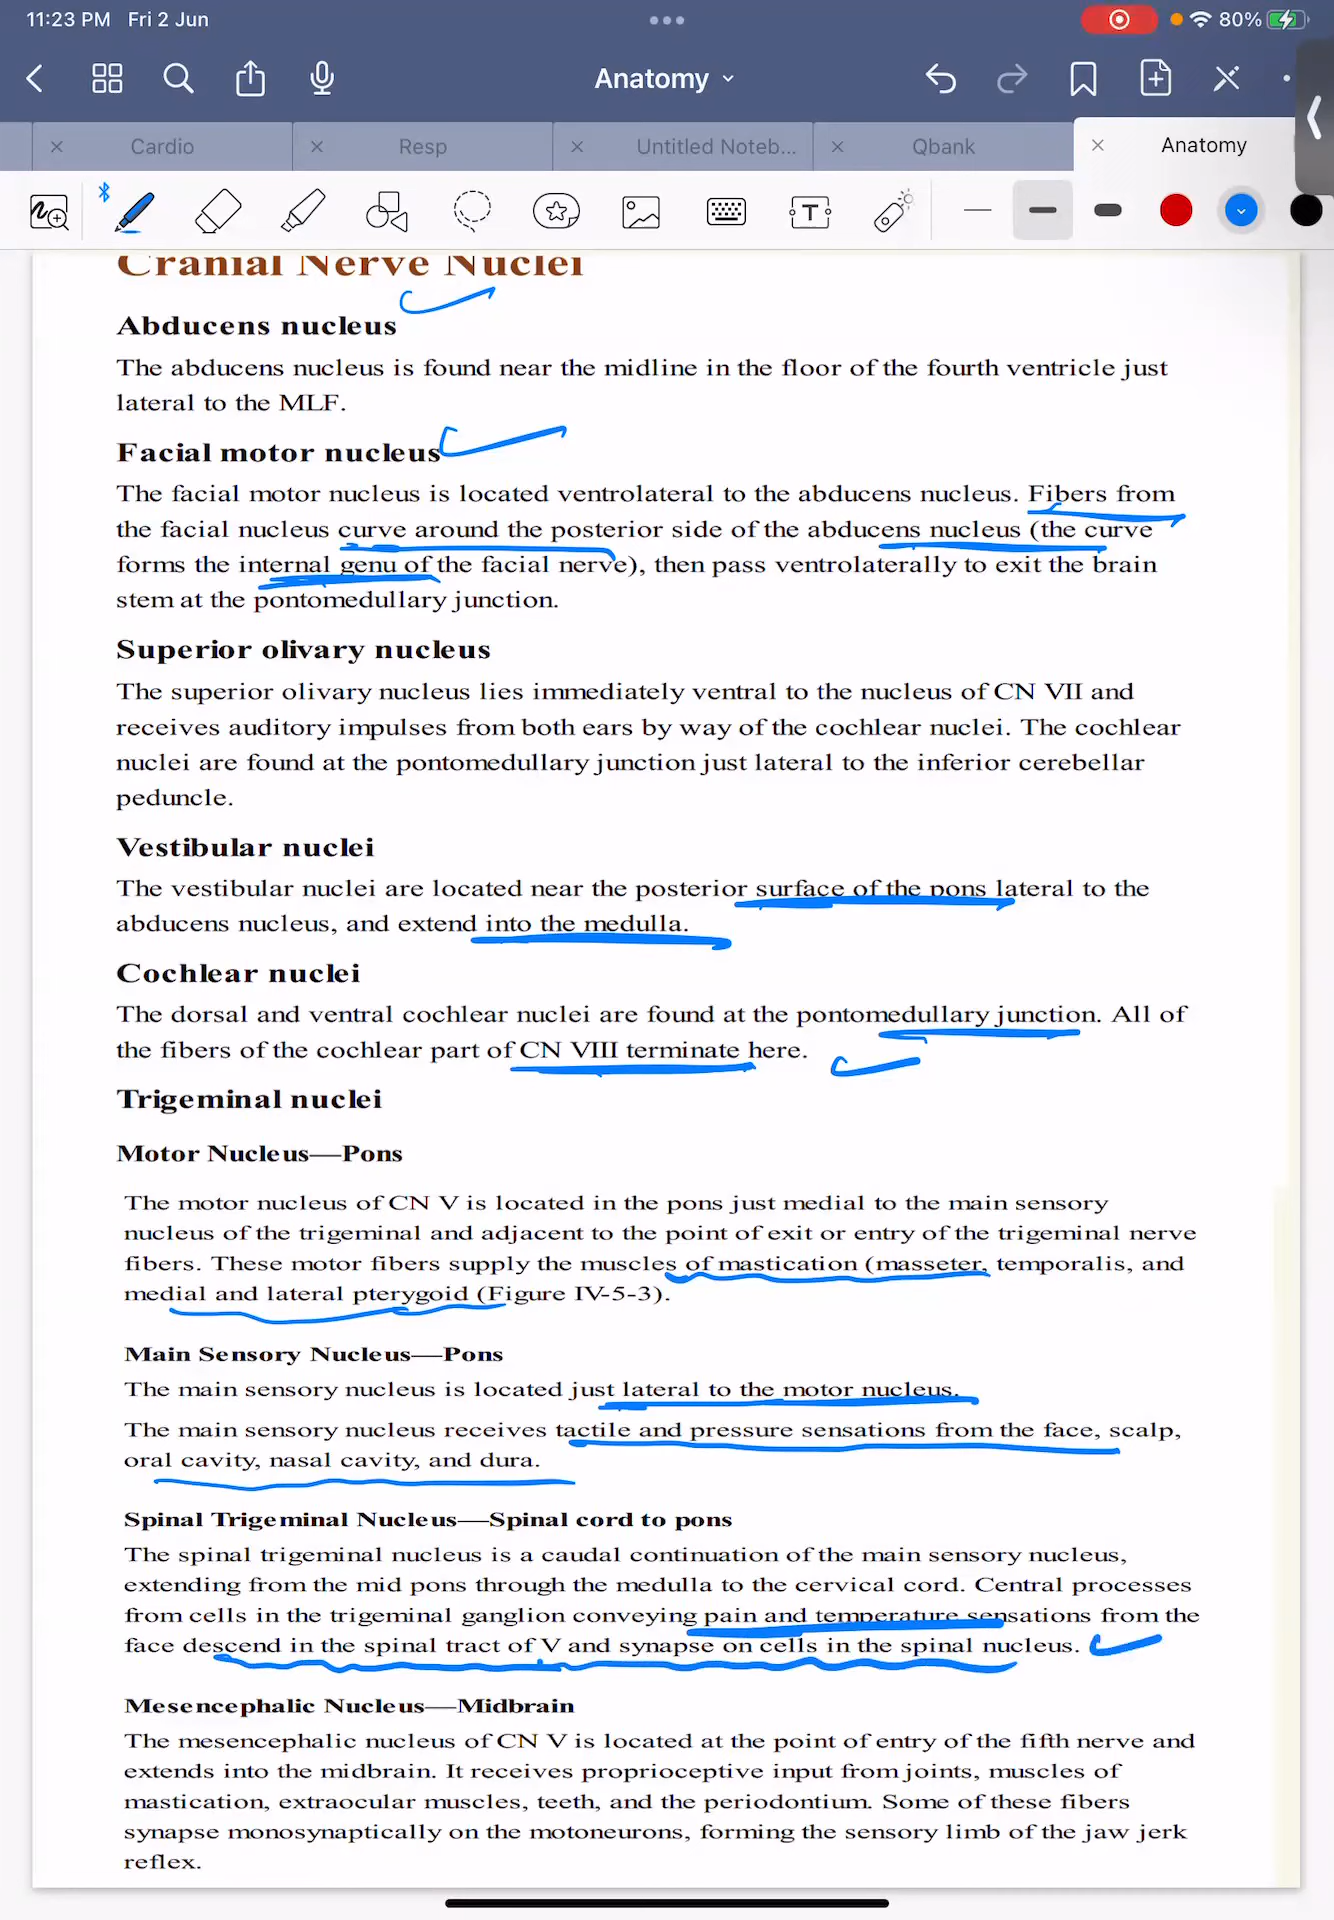 11:23 PM Fri 2 Jun
80%
Anatomy
Cardio
Resp
Untitled Noteb...
Qbank
Anatomy
T
Cranial Nerve Nuclei
Abducens nucleus
The abducens nucleus is found near the midline in the floor of the fourth ventricle just
lateral to the MLF.
Facial motor nucleus
The facial motor nucleus is located ventrolateral to the abducens nucleus. Fibers from
the facial nucleus curve around the posterior side of the abducens nucleus (the curve
forms the internal genu of the facial nerve), then pass ventrolaterally to exit the brain
stem at the pontomedullary junction.
Superior olivary nucleus
The superior olivary nucleus lies immediately ventral to the nucleus of CN VII and
receives auditory impulses from both ears by way of the cochlear nuclei. The cochlear
nuclei are found at the pontomedullary junction just lateral to the inferior cerebellar
peduncle.
Vestibular nuclei
The vestibular nuclei are located near the posterior surface of the pons lateral to the
abducens nucleus, and extend into the medulla.
Cochlear nuclei
The dorsal and ventral cochlear nuclei are found at the pontomedullary junction. All of
the fibers of the cochlear part of CN VIII terminate here.
Trigeminal nuclei
Motor Nucleus—Pons
The motor nucleus of CN V is located in the pons just medial to the main sensory
nucleus of the trigeminal and adjacent to the point of exit or entry of the trigeminal nerve
fibers. These motor fibers supply the muscles of mastication (masseter, temporalis, and
medial and lateral pterygoid (Figure IV-5-3).
Main Sensory Nucleus—Pons
The main sensory nucleus is located just lateral to the motor nucleus.
The main sensory nucleus receives tactile and pressure sensations from the face, scalp,
oral cavity, nasal cavity, and dura.
Spinal Trigeminal Nucleus—Spinal cord to pons
The spinal trigeminal nucleus is a caudal continuation of the main sensory nucleus,
extending from the mid pons through the medulla to the cervical cord. Central processes
from cells in the trigeminal ganglion conveying pain and temperature sensations from the
face descend in the spinal tract of V and synapse on cells in the spinal nucleus.
Mesencephalic Nucleus—Midbrain
The mesencephalic nucleus of CN V is located at the point of entry of the fifth nerve and
extends into the midbrain. It receives proprioceptive input from joints, muscles of
mastication, extraocular muscles, teeth, and the periodontium. Some of these fibers
synapse monosynaptically on the motoneurons, forming the sensory limb of the jaw jerk
reflex.